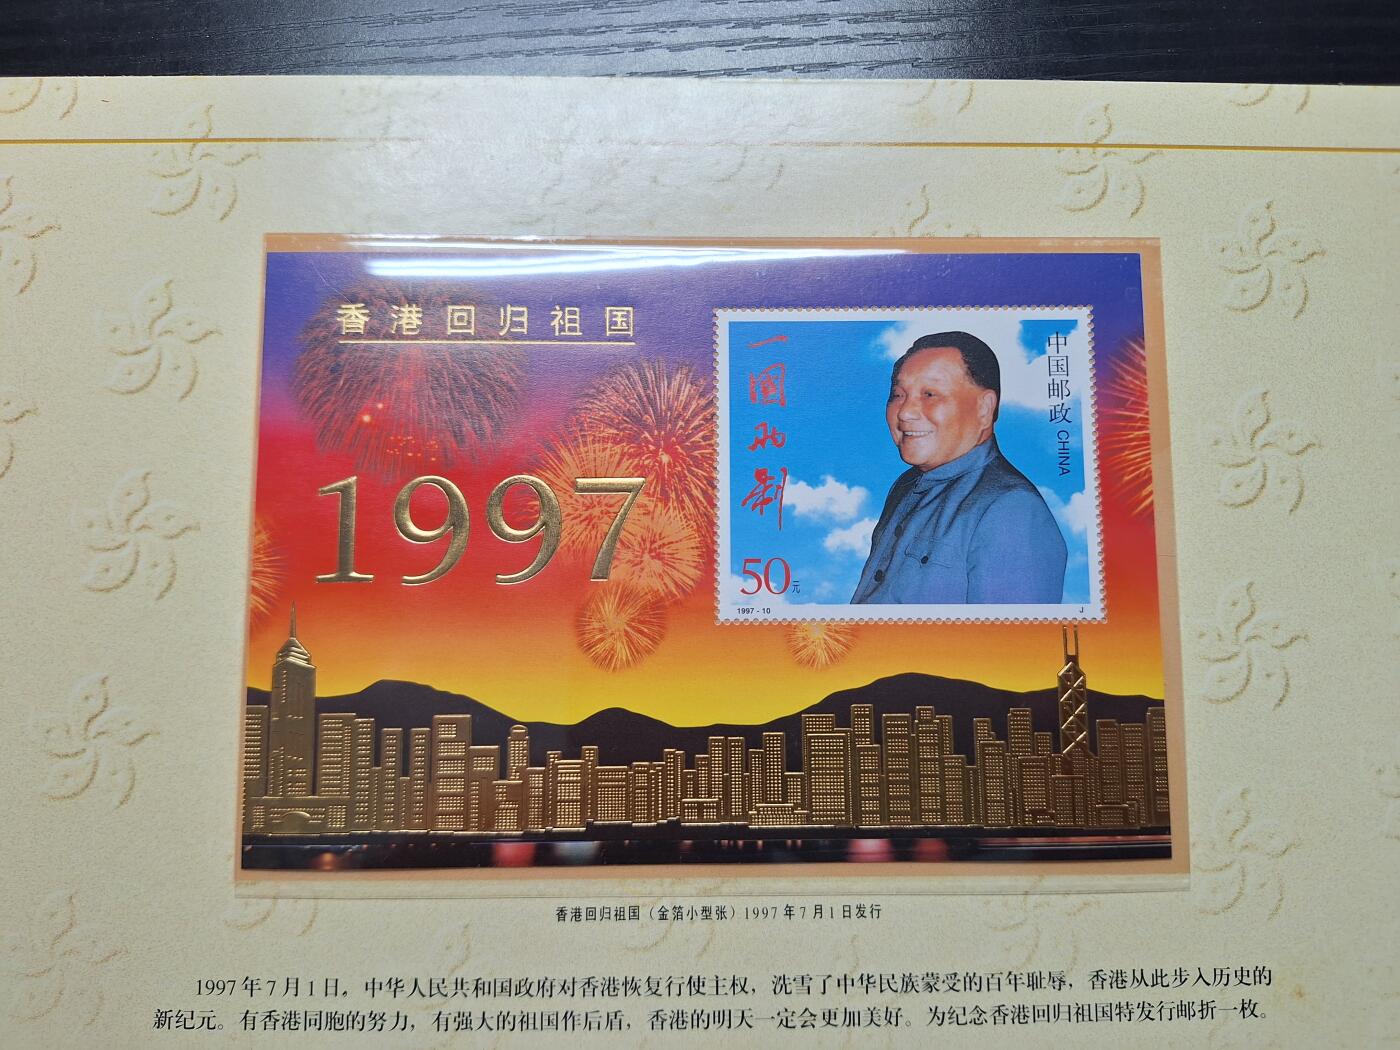 香港回归祖国
1997
一國两制
中国邮政 CHINA
50元
1997-10
J
香港回归祖国（金箔小型张）1997年7月1日发行
1997年7月1日。中华人民共和国政府对香港恢复行使主权，洗雪了中华民族蒙受的百年耻辱，香港从此步入历史的
新纪元。有香港同胞的努力，有强大的祖国作后盾，香港的明天一定会更加美好。为纪念香港回归祖国特发行邮折一枚。